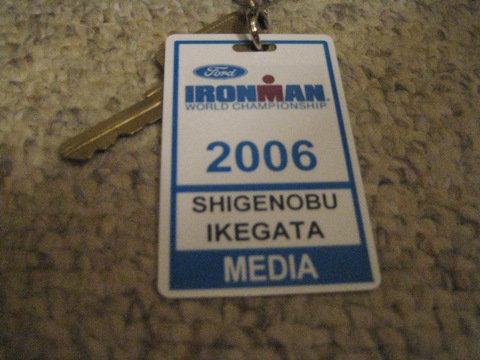 Ford
IRONMAN
WORLD CHAMPIONSHIP
2006
SHIGENOBU
IKEGATA
MEDIA